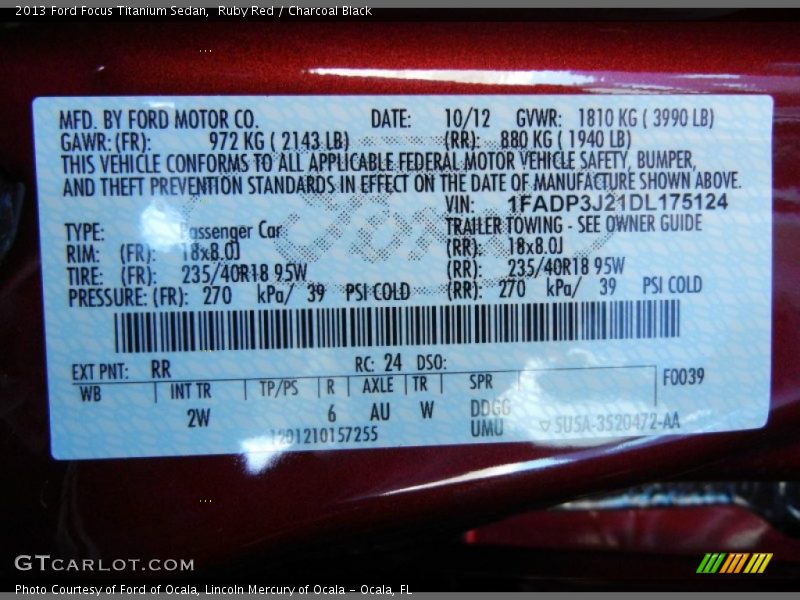 2013 Ford Focus Titanium Sedan,  Ruby Red / Charcoal Black
MFD. BY FORD MOTOR CO. DATE: 10/12 GVWR: 1810 KG ( 3990 LB)
GAWR: (FR): 972 KG ( 2143 LB) (RR): 880 KG ( 1940 LB)
THIS VEHICLE CONFORMS TO ALL APPLICABLE FEDERAL MOTOR VEHICLE SAFETY, BUMPER,
AND THEFT PREVENTION STANDARDS IN EFFECT ON THE DATE OF MANUFACTURE SHOWN ABOVE.
VIN: 1FADP3J21DL175124
TYPE: Passenger Car TRAILER TOWING - SEE OWNER GUIDE
RIM: (FR): 18x8.0J (RR): 18x8.0J
TIRE: (FR): 235/40R18 95W (RR): 235/40R18 95W
PRESSURE: (FR): 270 kPa/ 39 PSI COLD (RR): 270 kPa/ 39 PSI COLD
EXT PNT: RR RC: 24 DSO:
WB INT TR TP/PS R AXLE TR SPR F0039
2W 6 AU W DDGG
1201210157255 UMU ▽5U5A-3520472-AA
GTCARLOT.COM
Photo Courtesy of Ford of Ocala, Lincoln Mercury of Ocala - Ocala, FL